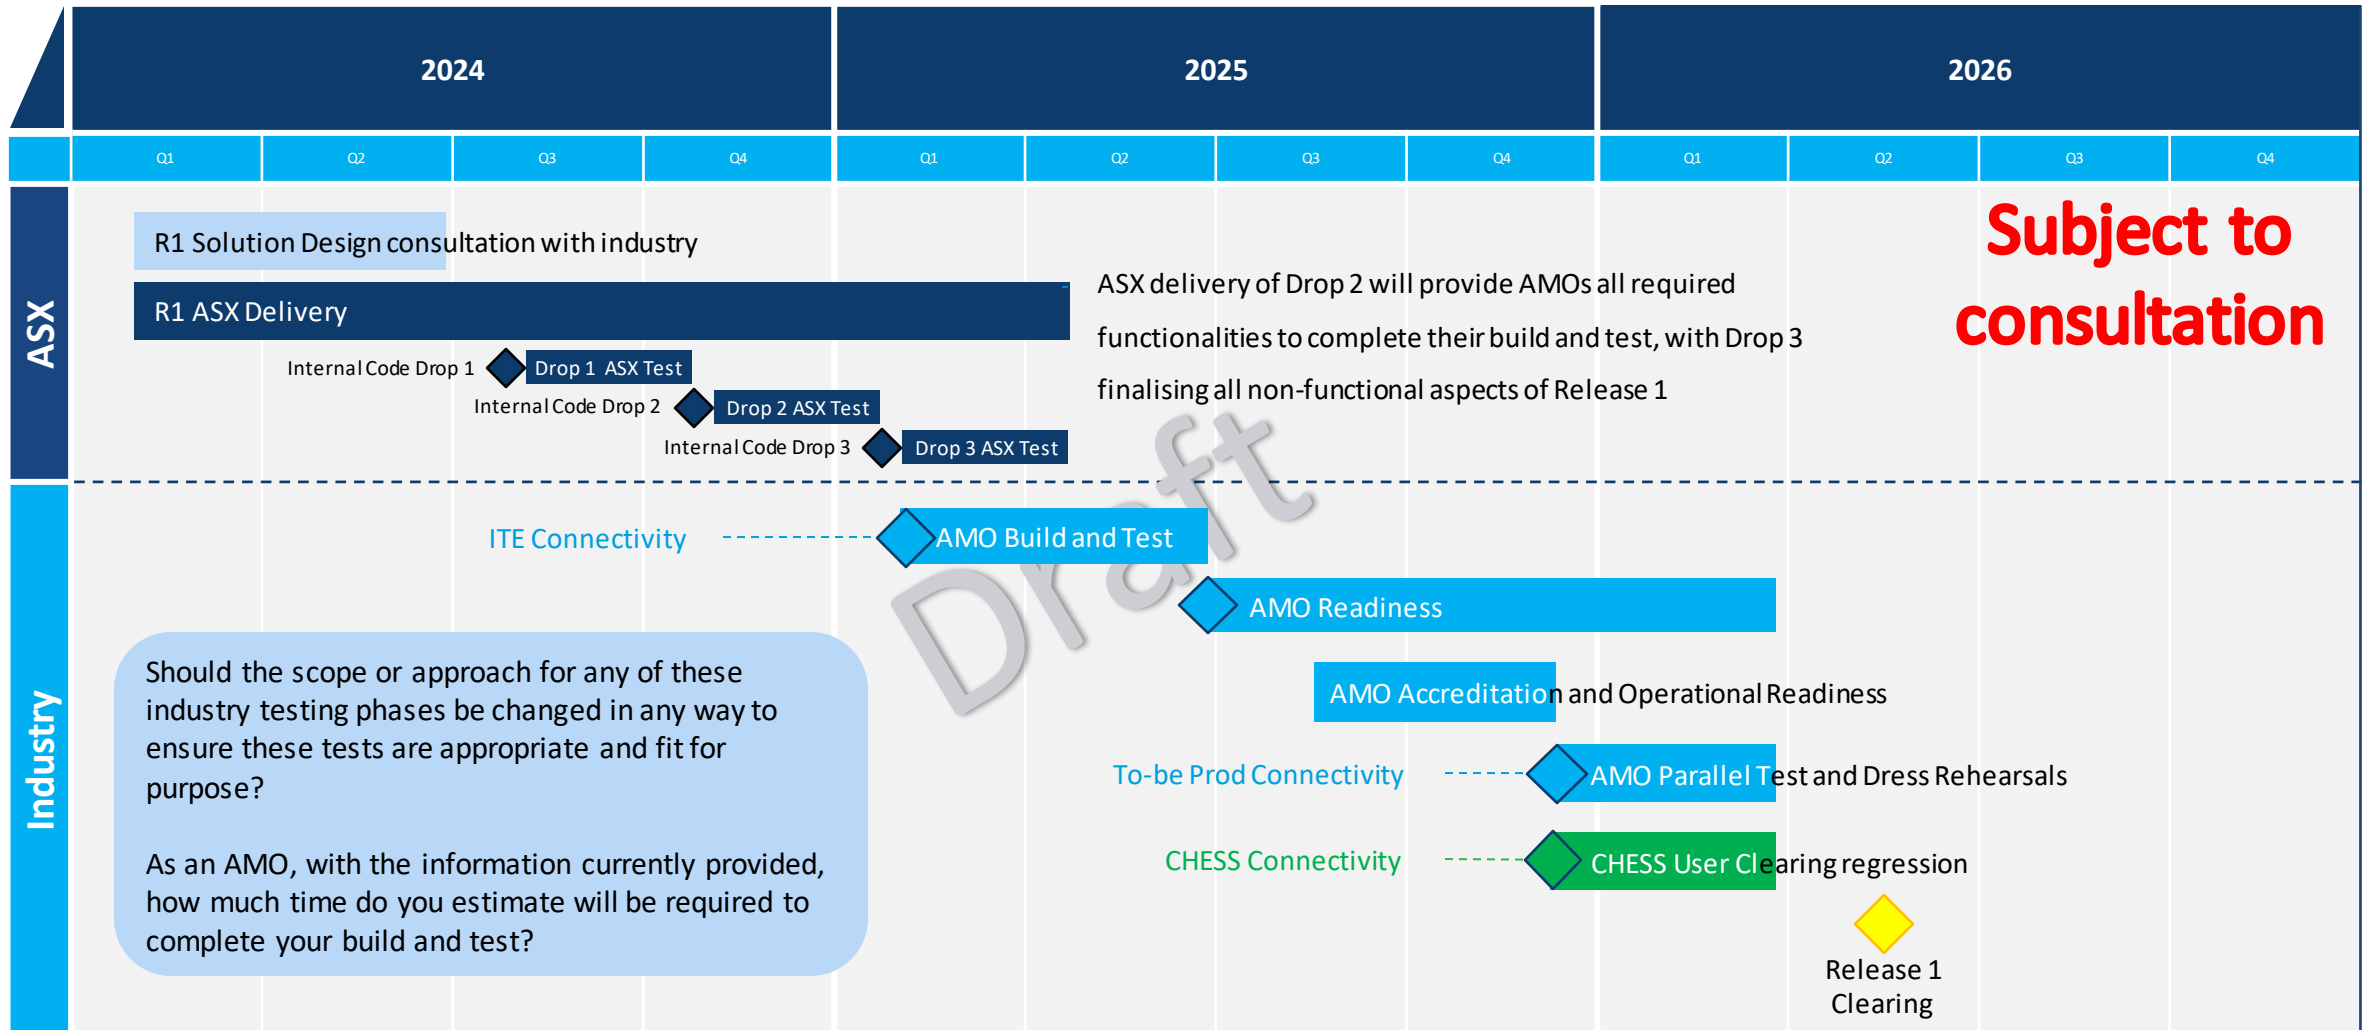 2024
2025
2026
Q1
Q2
Q3
Q4
Q1
Q2
Q3
Q4
Q1
Q2
Q3
Q4
ASX
R1 Solution Design consultation with industry
R1 ASX Delivery
Internal Code Drop 1
Drop 1 ASX Test
Internal Code Drop 2
Drop 2 ASX Test
Internal Code Drop 3
Drop 3 ASX Test
ASX delivery of Drop 2 will provide AMOs all required
functionalities to complete their build and test, with Drop 3
finalising all non-functional aspects of Release 1
Subject to
consultation
Draft
Industry
ITE Connectivity
AMO Build and Test
AMO Readiness
AMO Accreditation and Operational Readiness
To-be Prod Connectivity
AMO Parallel Test and Dress Rehearsals
CHESS Connectivity
CHESS User Clearing regression
Release 1
Clearing
Should the scope or approach for any of these
industry testing phases be changed in any way to
ensure these tests are appropriate and fit for
purpose?
As an AMO, with the information currently provided,
how much time do you estimate will be required to
complete your build and test?